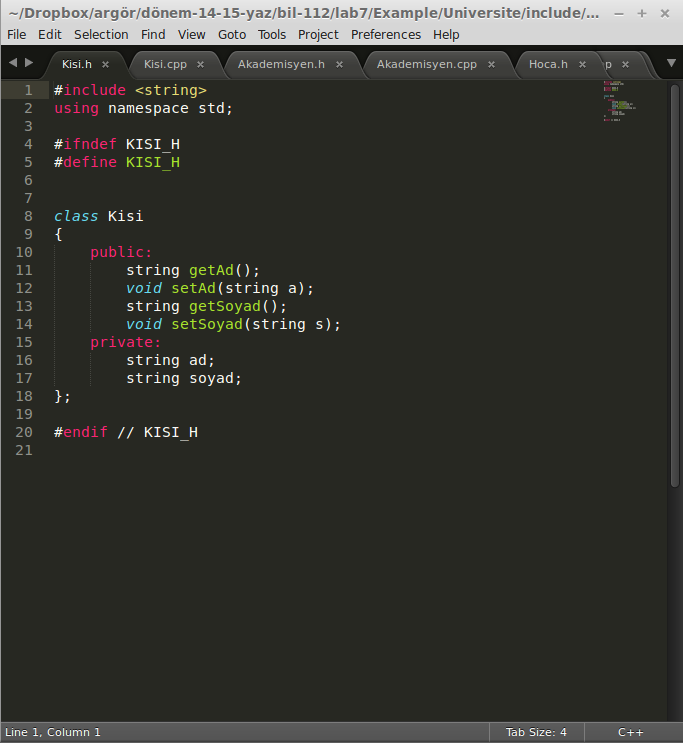 ~/Dropbox/argör/dönem-14-15-yaz/bil-112/lab7/Example/Universite/include/...
File Edit Selection Find View Goto Tools Project Preferences Help
Kisi.h Kisi.cpp Akademisyen.h Akademisyen.cpp Hoca.h p
1 #include <string>
2 using namespace std;
3
4 #ifndef KISI_H
5 #define KISI_H
6
7
8 class Kisi
9 {
10 public:
11 string getAd();
12 void setAd(string a);
13 string getSoyad();
14 void setSoyad(string s);
15 private:
16 string ad;
17 string soyad;
18 };
19
20 #endif // KISI_H
21
Line 1, Column 1 Tab Size: 4 C++